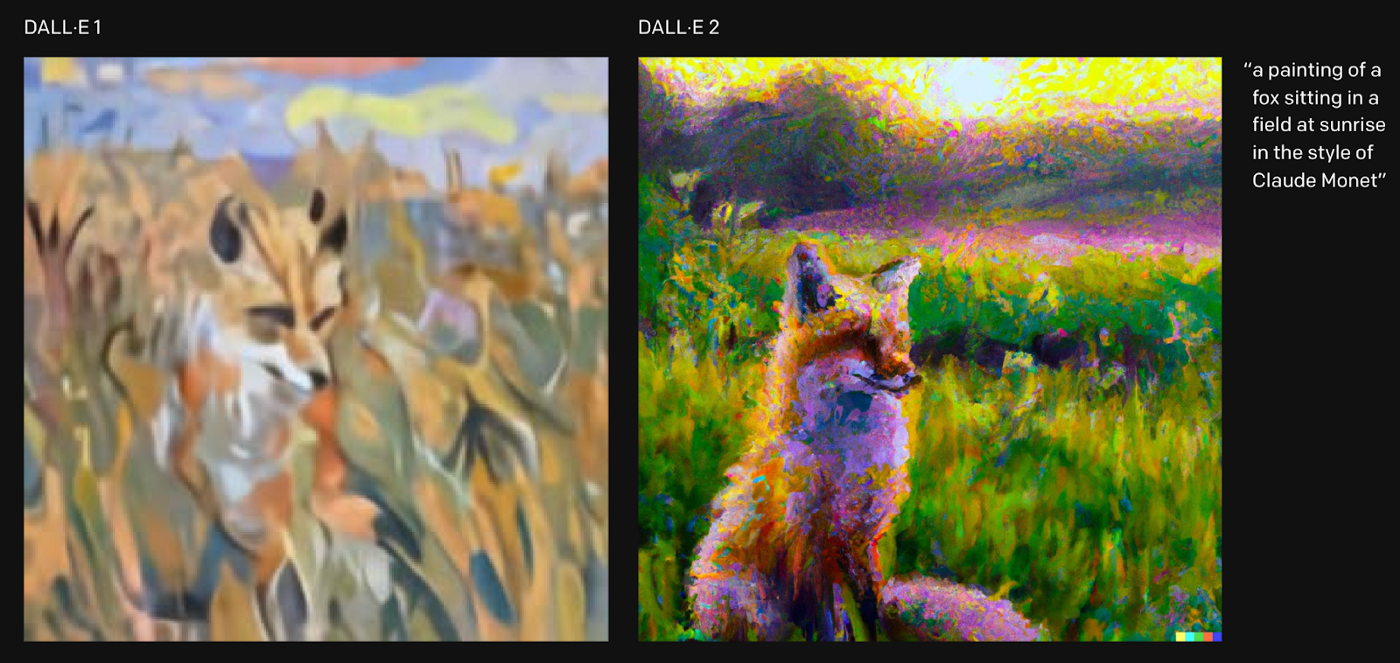 DALL·E 1
DALL·E 2
“a painting of a
fox sitting in a
field at sunrise
in the style of
Claude Monet”